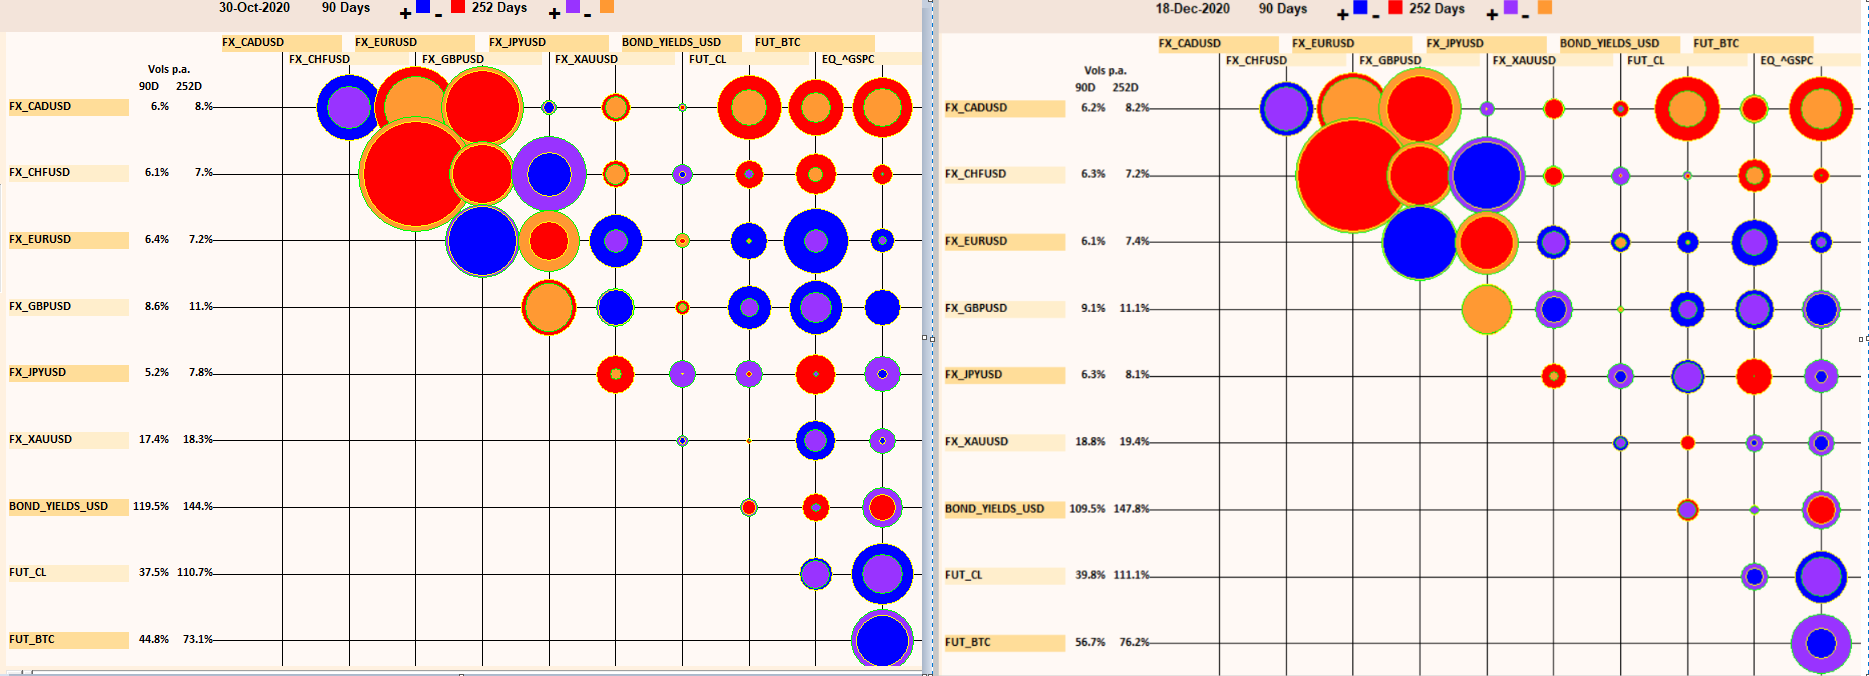 30-Oct-2020 90 Days + - 252 Days + -
FX_CADUSD FX_EURUSD FX_JPYUSD BOND_YIELDS_USD FUT_BTC
FX_CHFUSD FX_GBPUSD FX_XAUUSD FUT_CL EQ_^GSPC
Vols p.a.
90D 252D
FX_CADUSD 6.% 8.%
FX_CHFUSD 6.1% 7.%
FX_EURUSD 6.4% 7.2%
FX_GBPUSD 8.6% 11.%
FX_JPYUSD 5.2% 7.8%
FX_XAUUSD 17.4% 18.3%
BOND_YIELDS_USD 119.5% 144.%
FUT_CL 37.5% 110.7%
FUT_BTC 44.8% 73.1%
18-Dec-2020 90 Days + - 252 Days + -
FX_CADUSD FX_EURUSD FX_JPYUSD BOND_YIELDS_USD FUT_BTC
FX_CHFUSD FX_GBPUSD FX_XAUUSD FUT_CL EQ_^GSPC
Vols p.a.
90D 252D
FX_CADUSD 6.2% 8.2%
FX_CHFUSD 6.3% 7.2%
FX_EURUSD 6.1% 7.4%
FX_GBPUSD 9.1% 11.1%
FX_JPYUSD 6.3% 8.1%
FX_XAUUSD 18.8% 19.4%
BOND_YIELDS_USD 109.5% 147.8%
FUT_CL 39.8% 111.1%
FUT_BTC 56.7% 76.2%